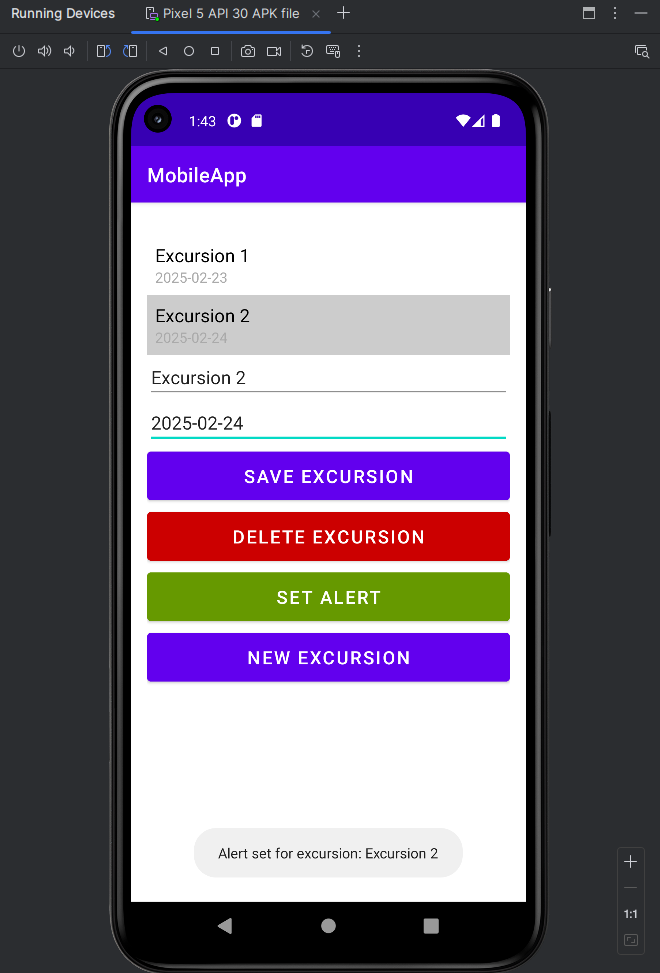 Running Devices
Pixel 5 API 30 APK file
1:43
MobileApp
Excursion 1
2025-02-23
Excursion 2
2025-02-24
Excursion 2
2025-02-24
SAVE EXCURSION
DELETE EXCURSION
SET ALERT
NEW EXCURSION
Alert set for excursion: Excursion 2
1:1